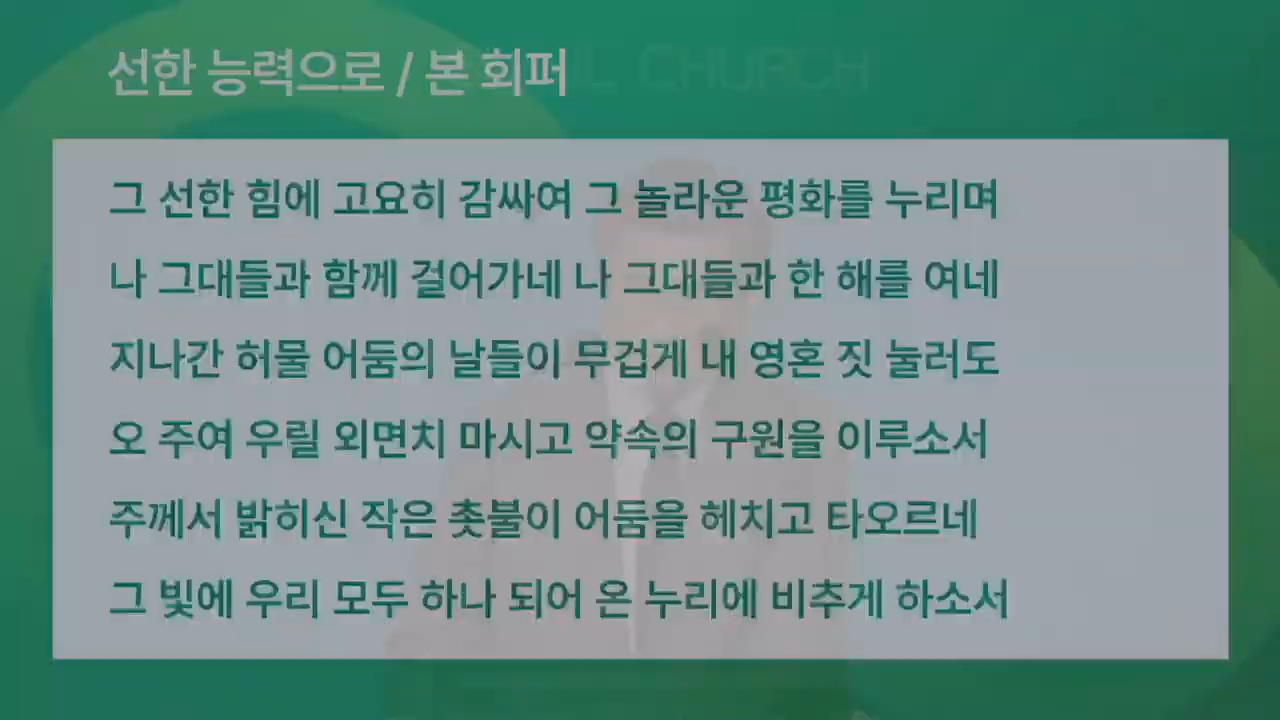 선한 능력으로 / 본 회퍼
CHURCH
그 선한 힘에 고요히 감싸여 그 놀라운 평화를 누리며
나 그대들과 함께 걸어가네 나 그대들과 한 해를 여네
지나간 허물 어둠의 날들이 무겁게 내 영혼 짓 눌러도
오 주여 우릴 외면치 마시고 약속의 구원을 이루소서
주께서 밝히신 작은 촛불이 어둠을 헤치고 타오르네
그 빛에 우리 모두 하나 되어 온 누리에 비추게 하소서